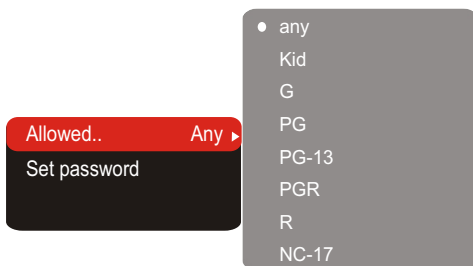 any
Kid
G
PG
PG-13
PGR
R
NC-17
Allowed.. Any
Set password